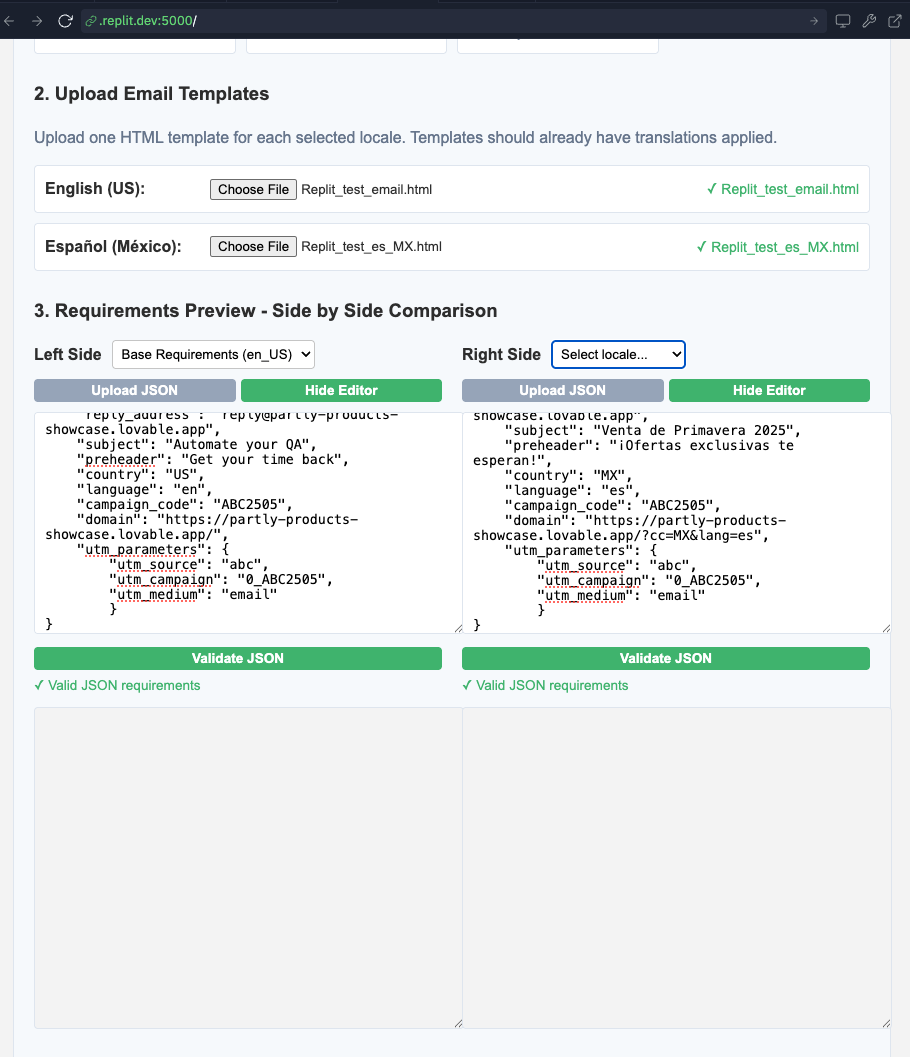 .replit.dev:5000/
2. Upload Email Templates
Upload one HTML template for each selected locale. Templates should already have translations applied.
English (US): Choose File Replit_test_email.html ✓ Replit_test_email.html
Español (México): Choose File Replit_test_es_MX.html ✓ Replit_test_es_MX.html
3. Requirements Preview - Side by Side Comparison
Left Side Base Requirements (en_US)
Upload JSON Hide Editor
"reply_address": "reply@partly-products-
showcase.lovable.app",
"subject": "Automate your QA",
"preheader": "Get your time back",
"country": "US",
"language": "en",
"campaign_code": "ABC2505",
"domain": "https://partly-products-
showcase.lovable.app/",
"utm_parameters": {
"utm_source": "abc",
"utm_campaign": "0_ABC2505",
"utm_medium": "email"
}
}
Validate JSON
✓ Valid JSON requirements
Right Side Select locale...
Upload JSON Hide Editor
showcase.lovable.app",
"subject": "Venta de Primavera 2025",
"preheader": "¡Ofertas exclusivas te
esperan!",
"country": "MX",
"language": "es",
"campaign_code": "ABC2505",
"domain": "https://partly-products-
showcase.lovable.app/?cc=MX&lang=es",
"utm_parameters": {
"utm_source": "abc",
"utm_campaign": "0_ABC2505",
"utm_medium": "email"
}
}
Validate JSON
✓ Valid JSON requirements